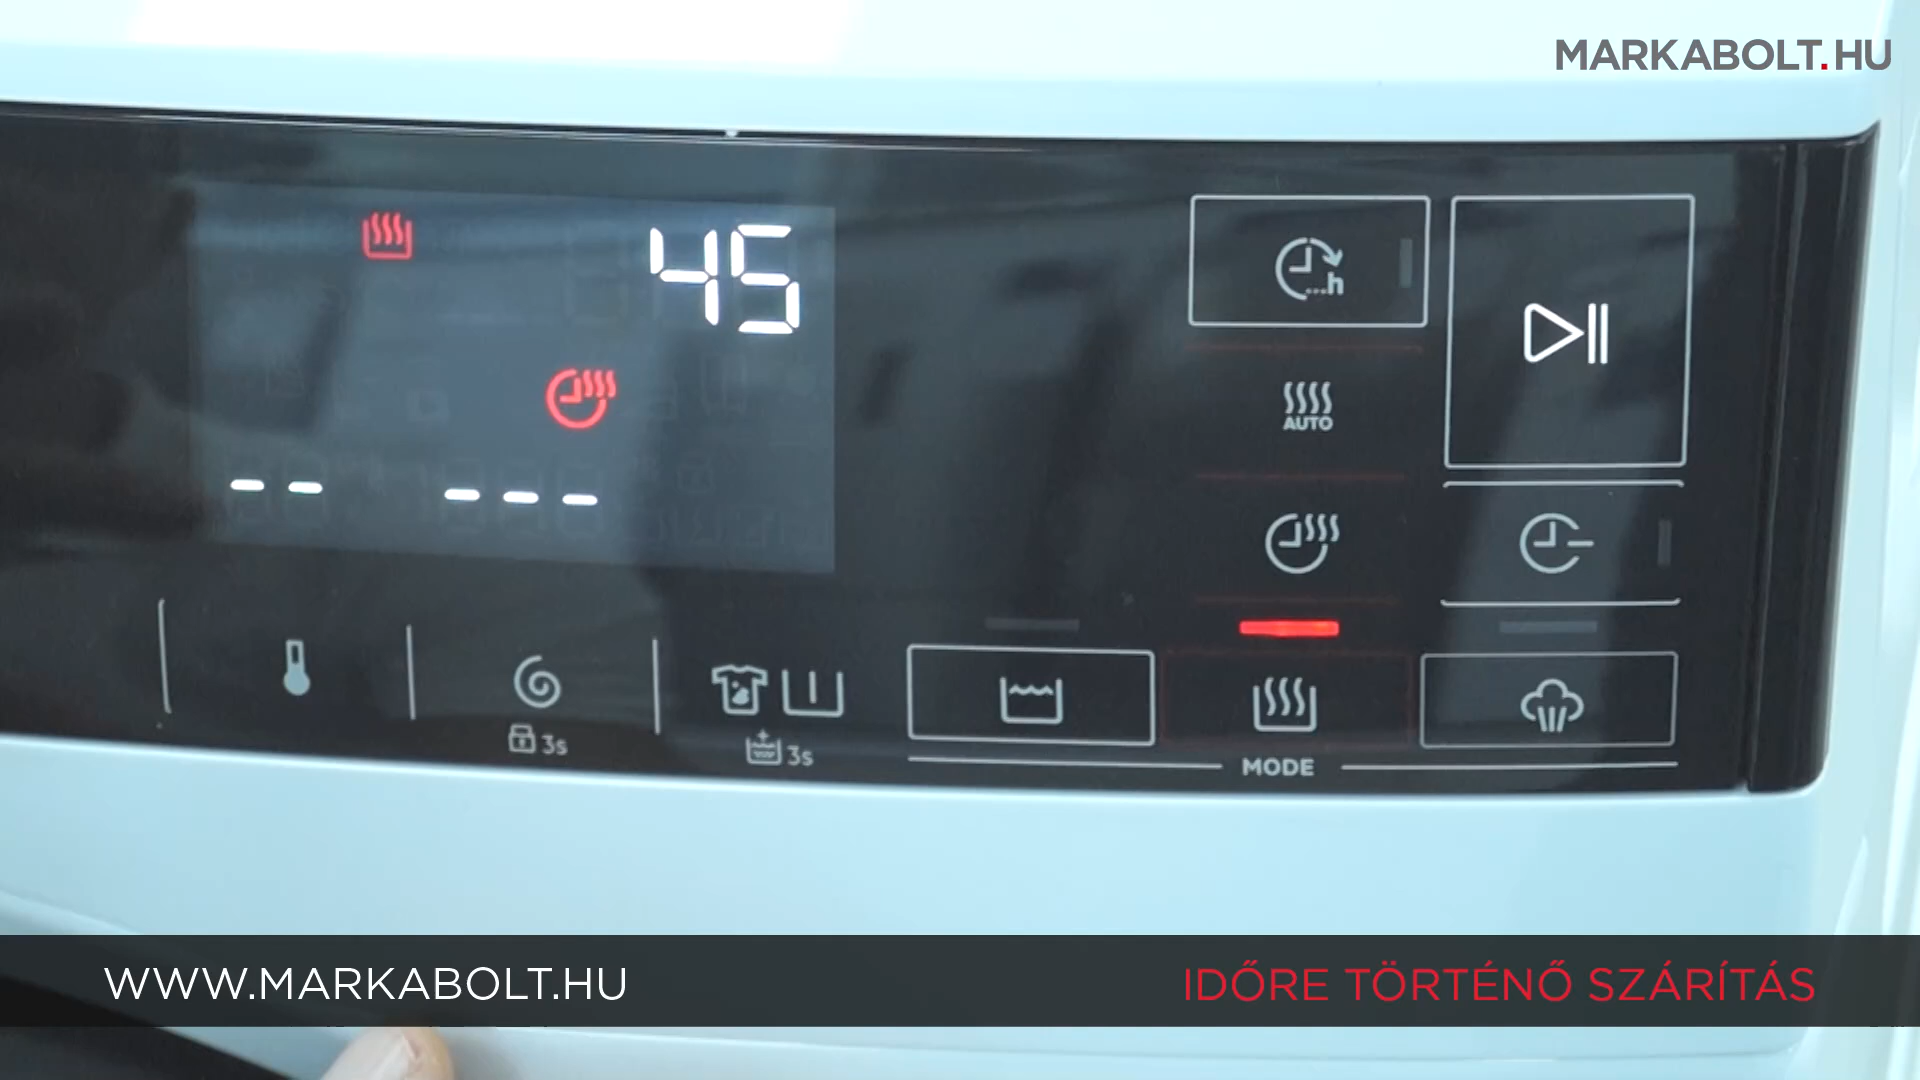 MARKABOLT.HU
45
...h
AUTO
-- ---
3s
3s
MODE
WWW.MARKABOLT.HU
IDŐRE TÖRTÉNŐ SZÁRÍTÁS